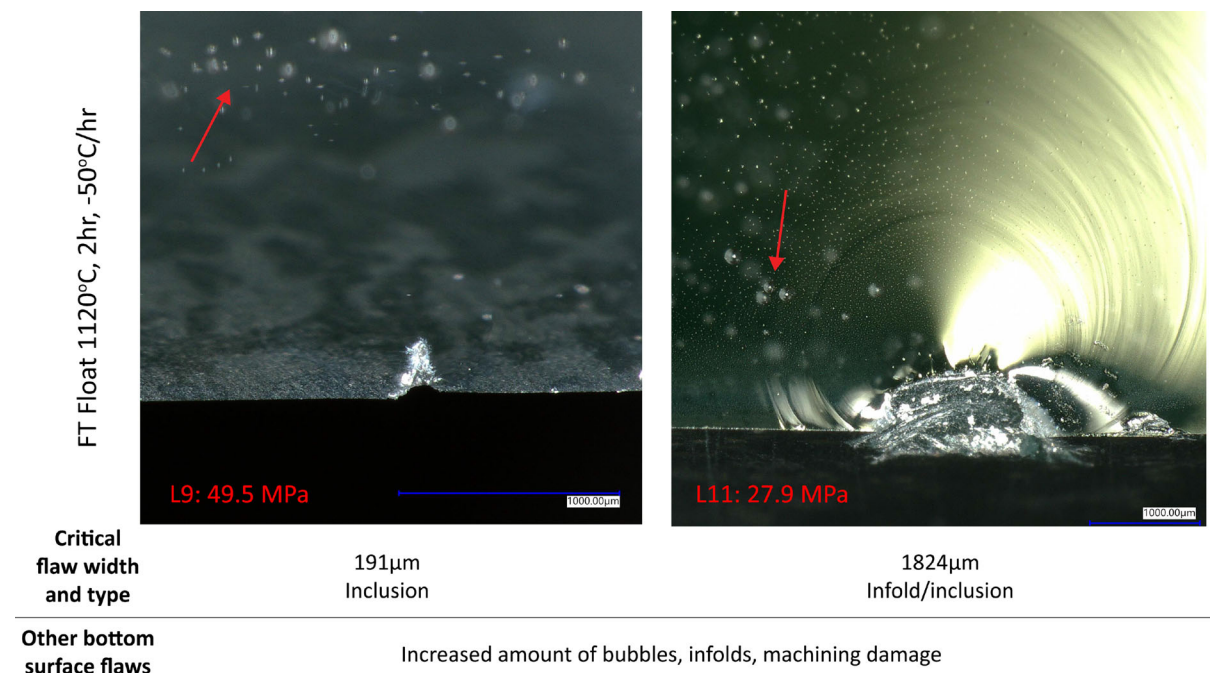 FT Float 1120°C, 2hr, -50°C/hr
L9: 49.5 MPa
1000.00µm
L11: 27.9 MPa
1000.00µm
Critical
flaw width
and type
191µm
Inclusion
1824µm
Infold/inclusion
Other bottom
surface flaws
Increased amount of bubbles, infolds, machining damage